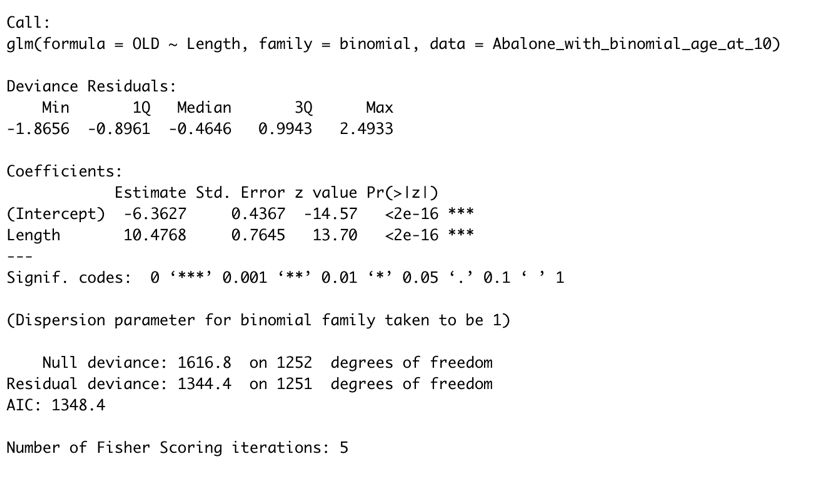 Call:
glm(formula = OLD ~ Length, family = binomial, data = Abalone_with_binomial_age_at_10)
Deviance Residuals:
Min 1Q Median 3Q Max
-1.8656 -0.8961 -0.4646 0.9943 2.4933
Coefficients:
Estimate Std. Error z value Pr(>|z|)
(Intercept) -6.3627 0.4367 -14.57 <2e-16 ***
Length 10.4768 0.7645 13.70 <2e-16 ***
---
Signif. codes: 0 ‘***’ 0.001 ‘**’ 0.01 ‘*’ 0.05 ‘.’ 0.1 ‘ ’ 1
(Dispersion parameter for binomial family taken to be 1)
Null deviance: 1616.8 on 1252 degrees of freedom
Residual deviance: 1344.4 on 1251 degrees of freedom
AIC: 1348.4
Number of Fisher Scoring iterations: 5